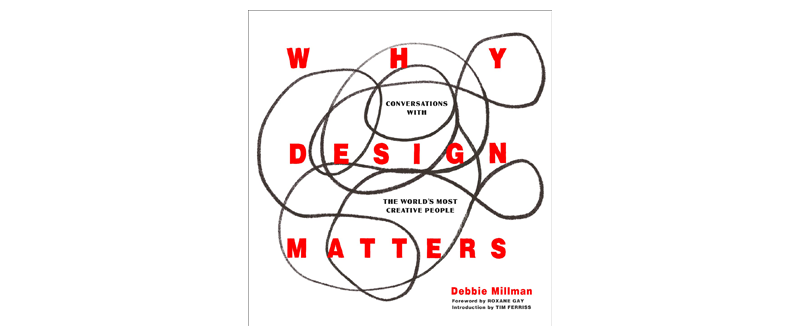 WHY
CONVERSATIONS
WITH
DESIGN
THE WORLD'S MOST
CREATIVE PEOPLE
MATTERS
Debbie Millman
Foreword by ROXANE GAY
Introduction by TIM FERRISS